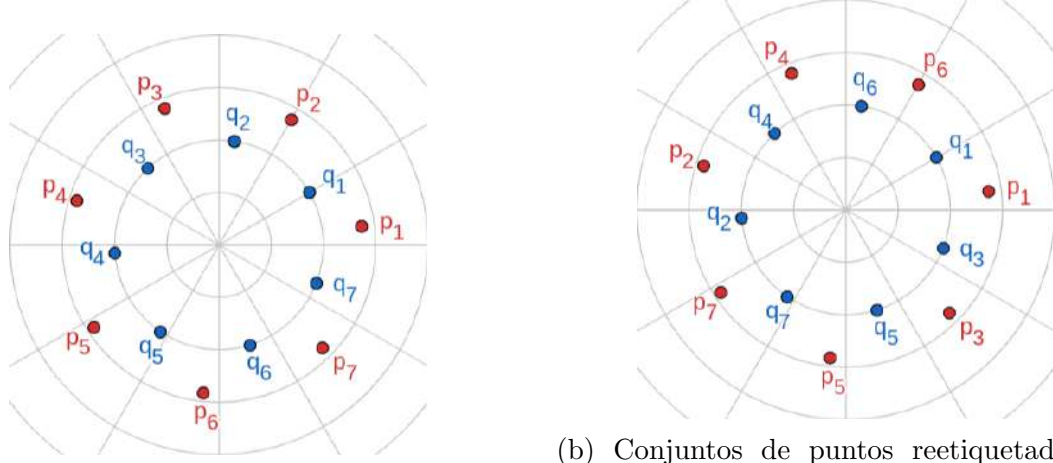 p3
p2
q2
q3
q1
p4
p1
q4
q7
p5
q5
q6
p7
p6
p4
p6
q6
q4
q1
p2
p1
q2
q3
p7
q7
q5
p3
p5
(b) Conjuntos de puntos reetiquetad